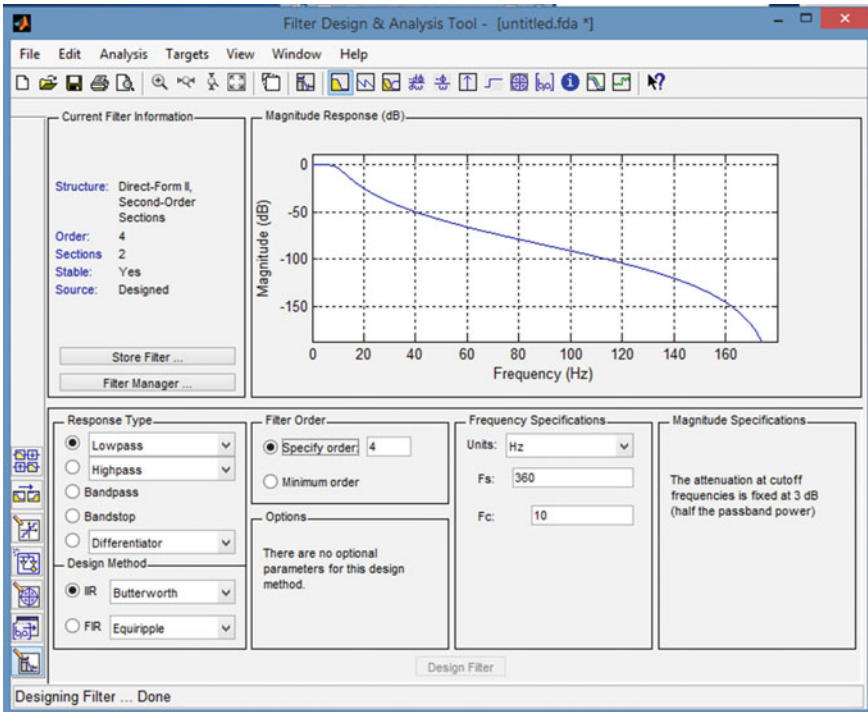 Filter Design & Analysis Tool - [untitled.fda *]
File Edit Analysis Targets View Window Help
Current Filter Information
Structure: Direct-Form II,
Second-Order
Sections
Order: 4
Sections 2
Stable: Yes
Source: Designed
Store Filter ...
Filter Manager ...
Magnitude Response (dB)
Magnitude (dB)
0
-50
-100
-150
0 20 40 60 80 100 120 140 160
Frequency (Hz)
Response Type
Lowpass
Highpass
Bandpass
Bandstop
Differentiator
Design Method
IIR Butterworth
FIR Equiripple
Filter Order
Specify order: 4
Minimum order
Options
There are no optional
parameters for this design
method.
Frequency Specifications
Units: Hz
Fs: 360
Fc: 10
Magnitude Specifications
The attenuation at cutoff
frequencies is fixed at 3 dB
(half the passband power)
Design Filter
Designing Filter ... Done